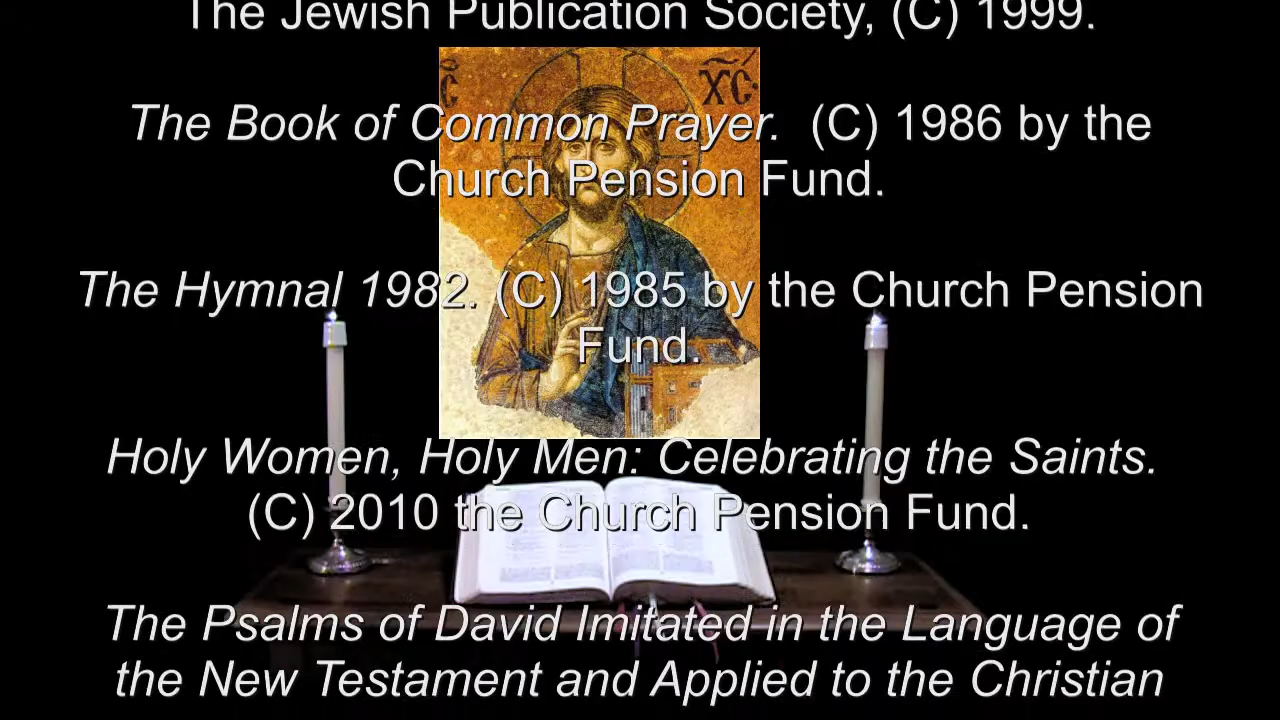 The Jewish Publication Society, (C) 1999.
The Book of Common Prayer. (C) 1986 by the
Church Pension Fund.
The Hymnal 1982. (C) 1985 by the Church Pension
Fund.
Holy Women, Holy Men: Celebrating the Saints.
(C) 2010 the Church Pension Fund.
The Psalms of David Imitated in the Language of
the New Testament and Applied to the Christian